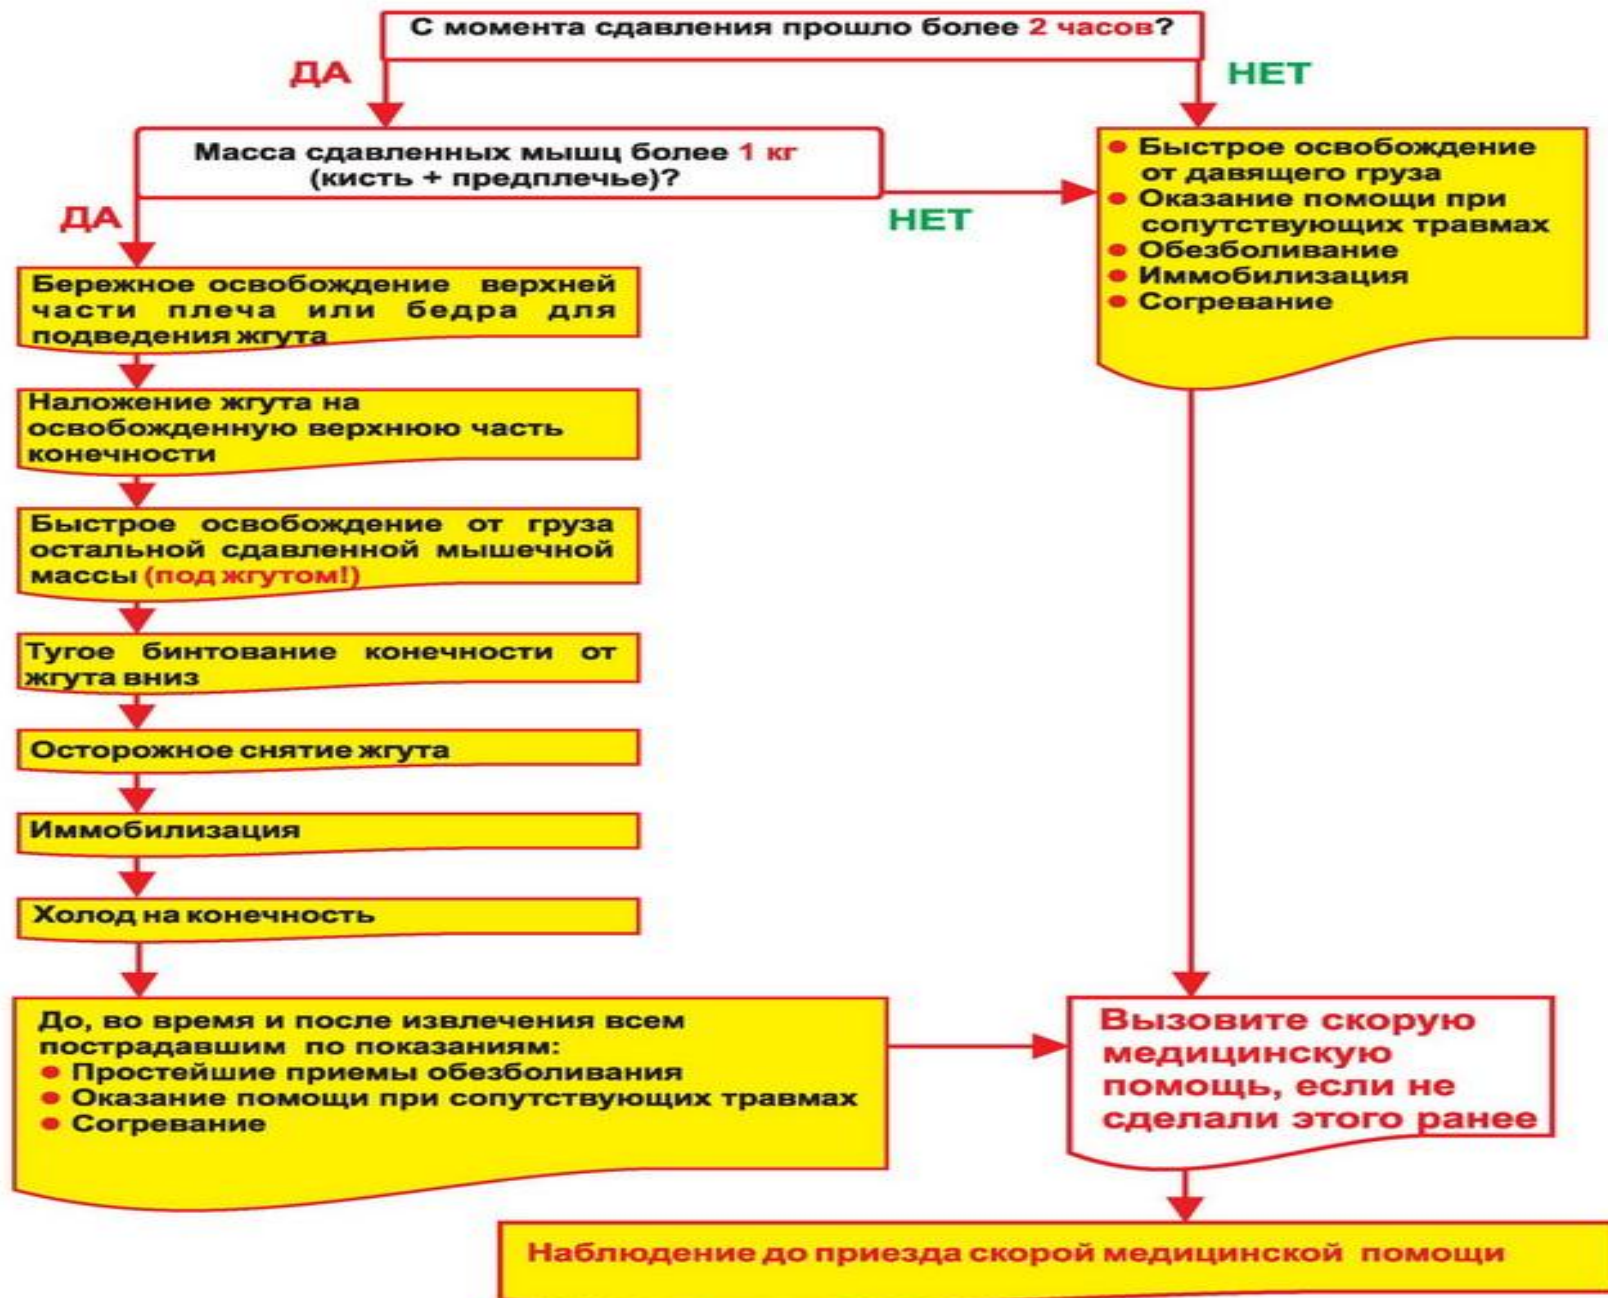 С момента сдавления прошло более 2 часов?
ДА
НЕТ
Масса сдавленных мышц более 1 кг
(кисть + предплечье)?
ДА
НЕТ
• Быстрое освобождение
от давящего груза
• Оказание помощи при
сопутствующих травмах
• Обезболивание
• Иммобилизация
• Согревание
Бережное освобождение верхней
части плеча или бедра для
подведения жгута
Наложение жгута на
освобожденную верхнюю часть
конечности
Быстрое освобождение от груза
остальной сдавленной мышечной
массы (под жгутом!)
Тугое бинтование конечности от
жгута вниз
Осторожное снятие жгута
Иммобилизация
Холод на конечность
До, во время и после извлечения всем
пострадавшим по показаниям:
• Простейшие приемы обезболивания
• Оказание помощи при сопутствующих травмах
• Согревание
Вызовите скорую
медицинскую
помощь, если не
сделали этого ранее
Наблюдение до приезда скорой медицинской помощи